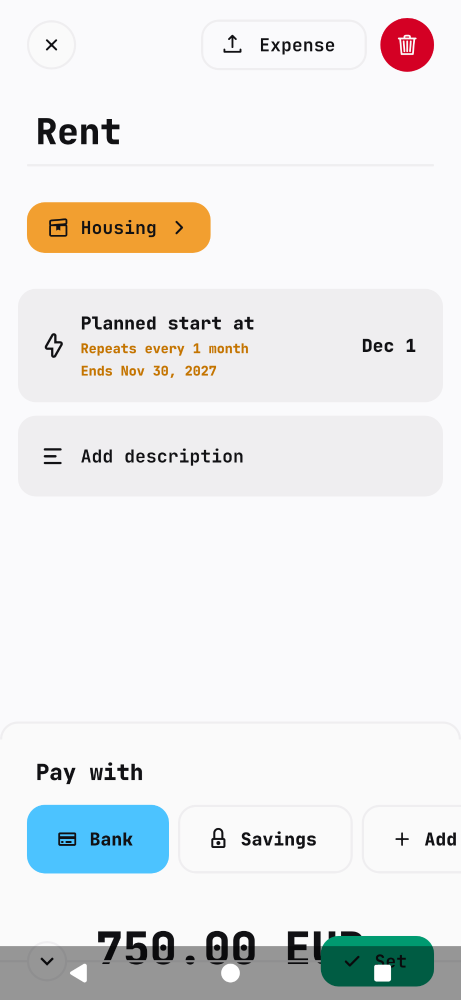 Expense
Rent
Housing
Planned start at
Repeats every 1 month
Ends Nov 30, 2027
Dec 1
Add description
Pay with
Bank
Savings
Add
750.00 EUR
Set